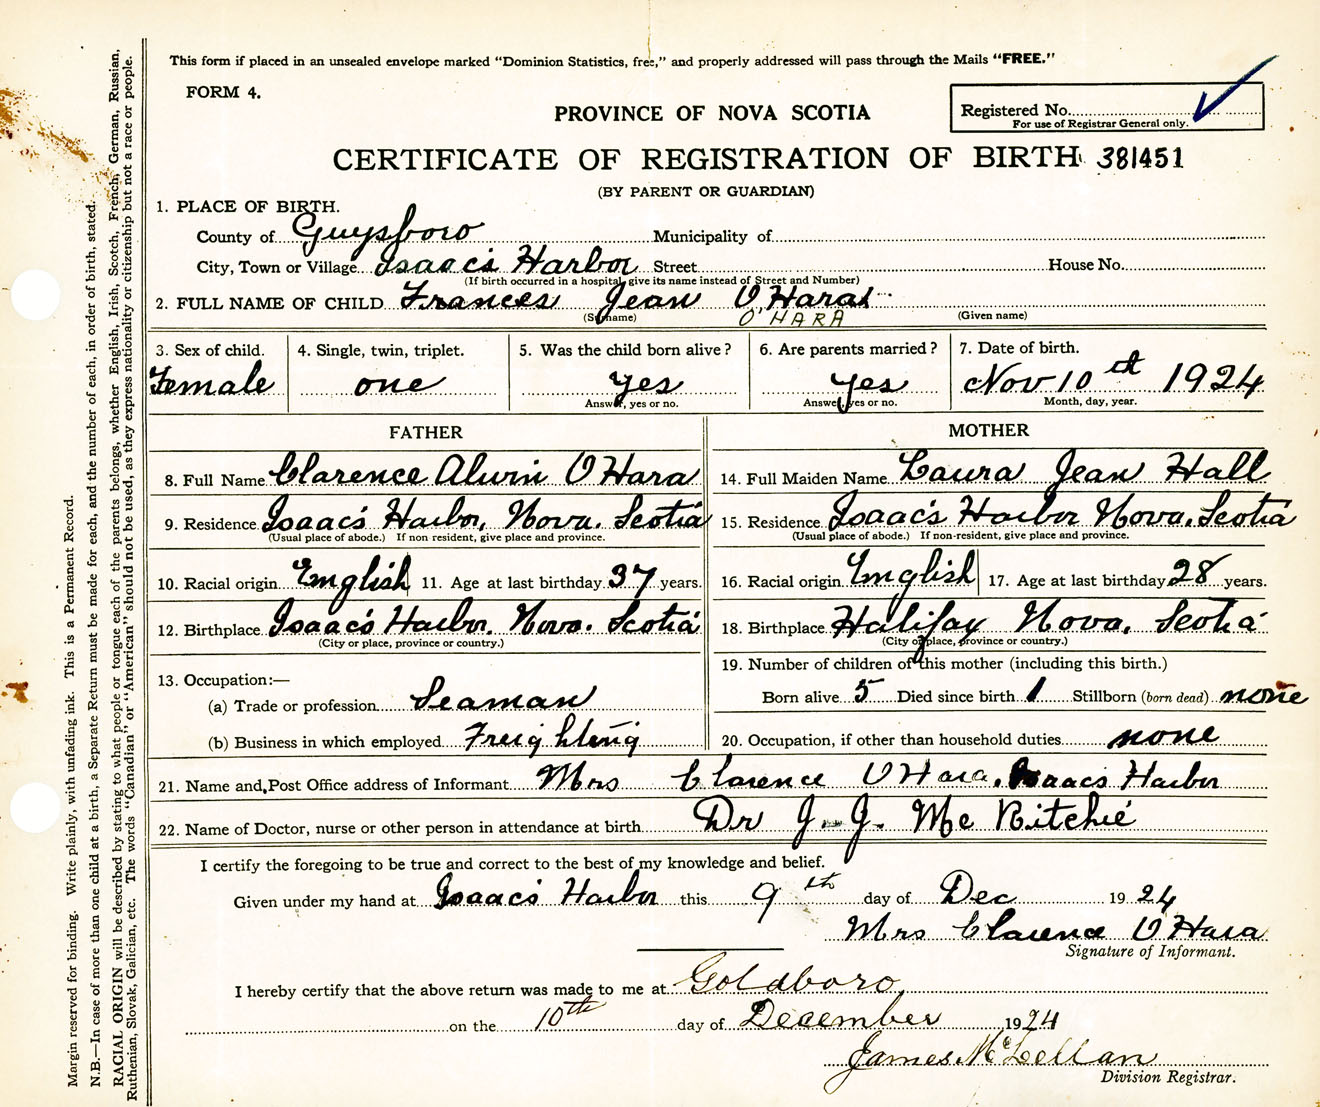 This form if placed in an unsealed envelope marked "Dominion Statistics, free," and properly addressed will pass through the Mails "FREE."
FORM 4.
PROVINCE OF NOVA SCOTIA
Registered No.
For use of Registrar General only.
CERTIFICATE OF REGISTRATION OF BIRTH 381451
(BY PARENT OR GUARDIAN)
1. PLACE OF BIRTH.
County of Guysboro Municipality of
City, Town or Village Isaac's Harbor Street House No.
(If birth occurred in a hospital, give its name instead of Street and Number)
2. FULL NAME OF CHILD Frances Jean O'Hara
(Surname) O'HARA (Given name)
3. Sex of child. 4. Single, twin, triplet. 5. Was the child born alive? 6. Are parents married? 7. Date of birth.
Female one yes yes Nov 10 1924
Answer, yes or no. Answer, yes or no. Month, day, year.
FATHER MOTHER
8. Full Name Clarence Alwin O'Hara 14. Full Maiden Name Laura Jean Hall
9. Residence Isaac's Harbor, Nova. Scotia 15. Residence Isaac's Harbor Nova. Scotia
(Usual place of abode.) If non resident, give place and province. (Usual place of abode.) If non-resident, give place and province.
10. Racial origin English 11. Age at last birthday 37 years. 16. Racial origin English 17. Age at last birthday 28 years.
12. Birthplace Isaac's Harbor. Nova. Scotia 18. Birthplace Halifax Nova. Scotia
(City or place, province or country.) (City or place, province or country.)
13. Occupation:— 19. Number of children of this mother (including this birth.)
(a) Trade or profession Seaman Born alive 5 Died since birth 1 Stillborn (born dead) none
(b) Business in which employed Freighting 20. Occupation, if other than household duties none
21. Name and Post Office address of Informant Mrs Clarence O'Hara. Isaac's Harbor
22. Name of Doctor, nurse or other person in attendance at birth Dr J. J. McRitchie
I certify the foregoing to be true and correct to the best of my knowledge and belief.
Given under my hand at Isaac's Harbor this 9th day of Dec 1924
Mrs Clarence O'Hara
Signature of Informant.
I hereby certify that the above return was made to me at Goldboro,
on the 10th day of December 1924
James McLellan
Division Registrar.
Margin reserved for binding. Write plainly, with unfading ink. This is a Permanent Record.
N.B.—In case of more than one child at a birth, a Separate Return must be made for each, and the number of each, in order of birth, stated.
RACIAL ORIGIN will be described by stating to what people or tongue each of the parents belongs, whether English, Irish, Scotch, French, German, Russian,
Ruthenian, Slovak, Galician, etc. The words "Canadian" or "American" should not be used, as they express nationality or citizenship but not a race or people.